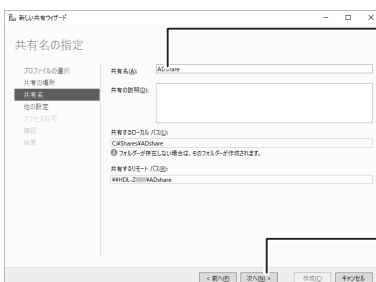 新しい共有ウィザード
共有名の指定
プロファイルの選択
共有の場所
共有名
他の設定
アクセス許可
確認
結果
共有名(A): ADshare
共有の説明(D):
共有するローカル パス(L):
C:¥Shares¥ADshare
フォルダーが存在しない場合は、そのフォルダーが作成されます。
共有するリモート パス(R):
¥¥HDL-Z ¥ADshare
< 前へ(P) 次へ(N) > 作成(C) キャンセル